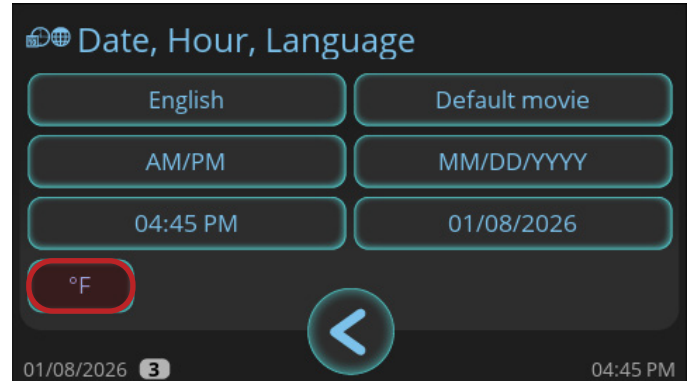 Date, Hour, Language
English Default movie
AM/PM MM/DD/YYYY
04:45 PM 01/08/2026
°F
01/08/2026 3 04:45 PM